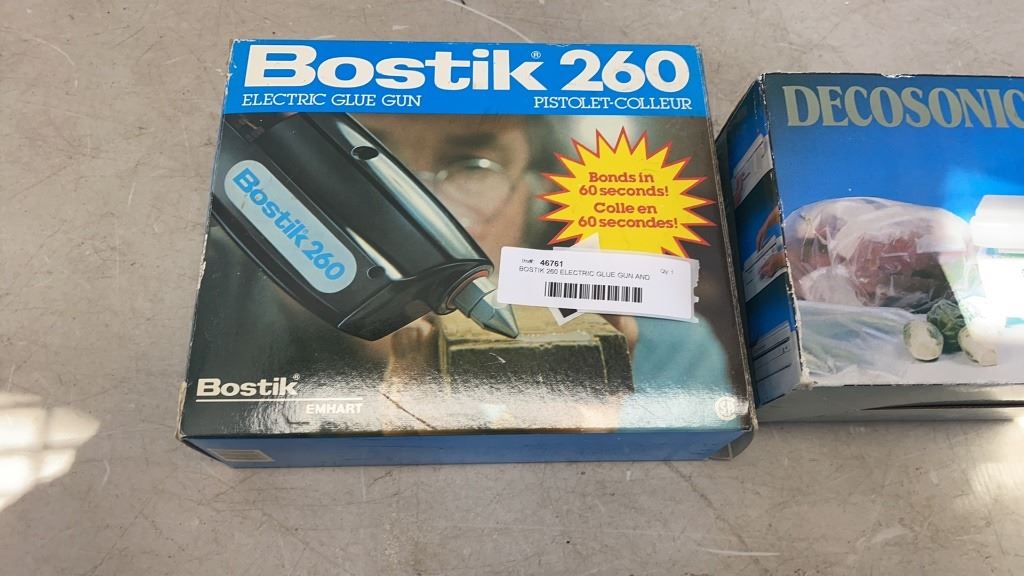 Bostik® 260
ELECTRIC GLUE GUN PISTOLET-COLLEUR
Bonds in
60 seconds!
Colle en
60 secondes!
Bostik 260
46761
BOSTIK 260 ELECTRIC GLUE GUN AND
Bostik®
EMHART
DECOSONIC